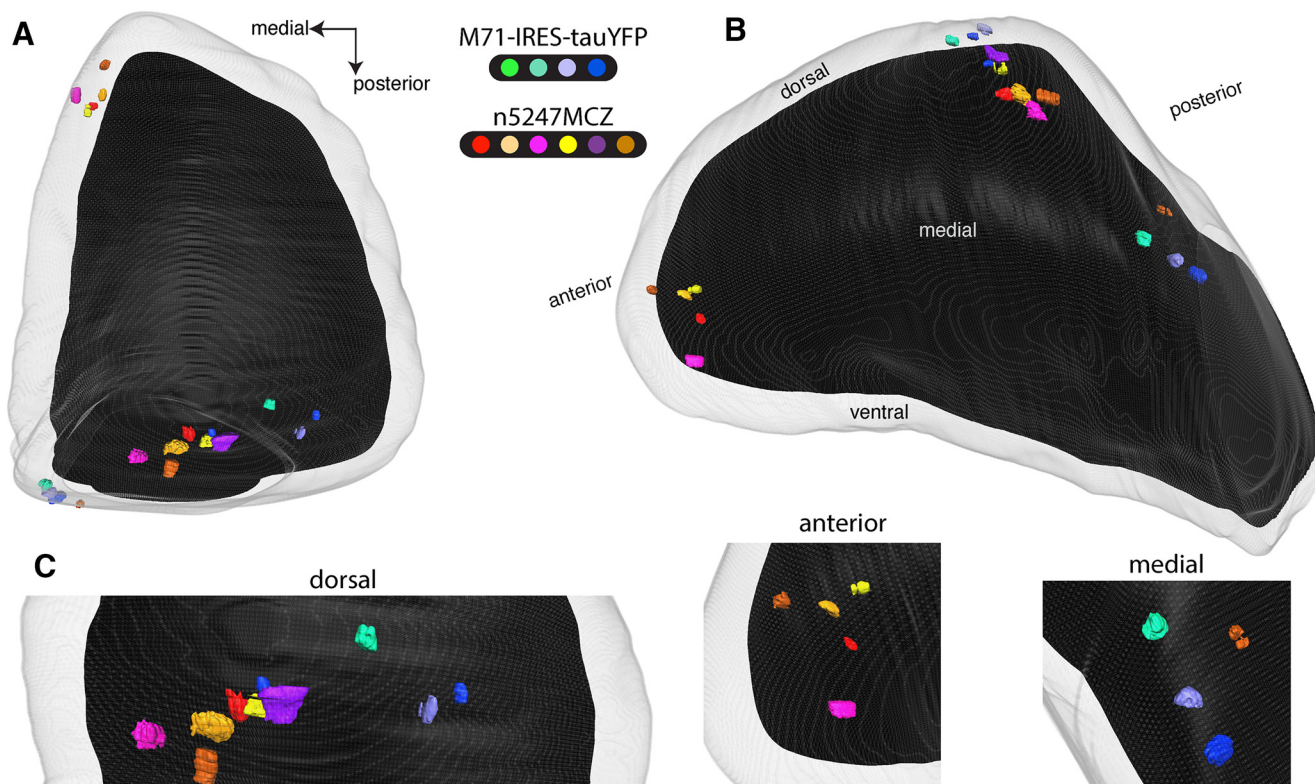 A
medial
posterior
M71-IRES-tauYFP
n5247MCZ
B
dorsal
posterior
medial
anterior
ventral
C
dorsal
anterior
medial